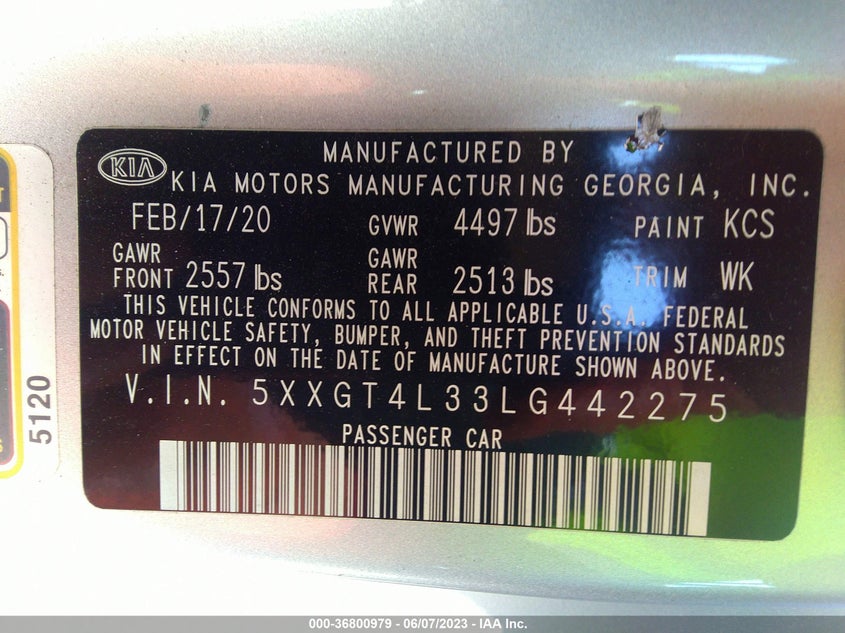 MANUFACTURED BY
KIA KIA MOTORS MANUFACTURING GEORGIA, INC.
FEB/17/20 GVWR 4497 lbs PAINT KCS
GAWR FRONT 2557 lbs GAWR REAR 2513 lbs TRIM WK
THIS VEHICLE CONFORMS TO ALL APPLICABLE U.S.A. FEDERAL
MOTOR VEHICLE SAFETY, BUMPER, AND THEFT PREVENTION STANDARDS
IN EFFECT ON THE DATE OF MANUFACTURE SHOWN ABOVE.
V.I.N. 5XXGT4L33LG442275
PASSENGER CAR
5120
000-36800979 - 06/07/2023 - IAA Inc.